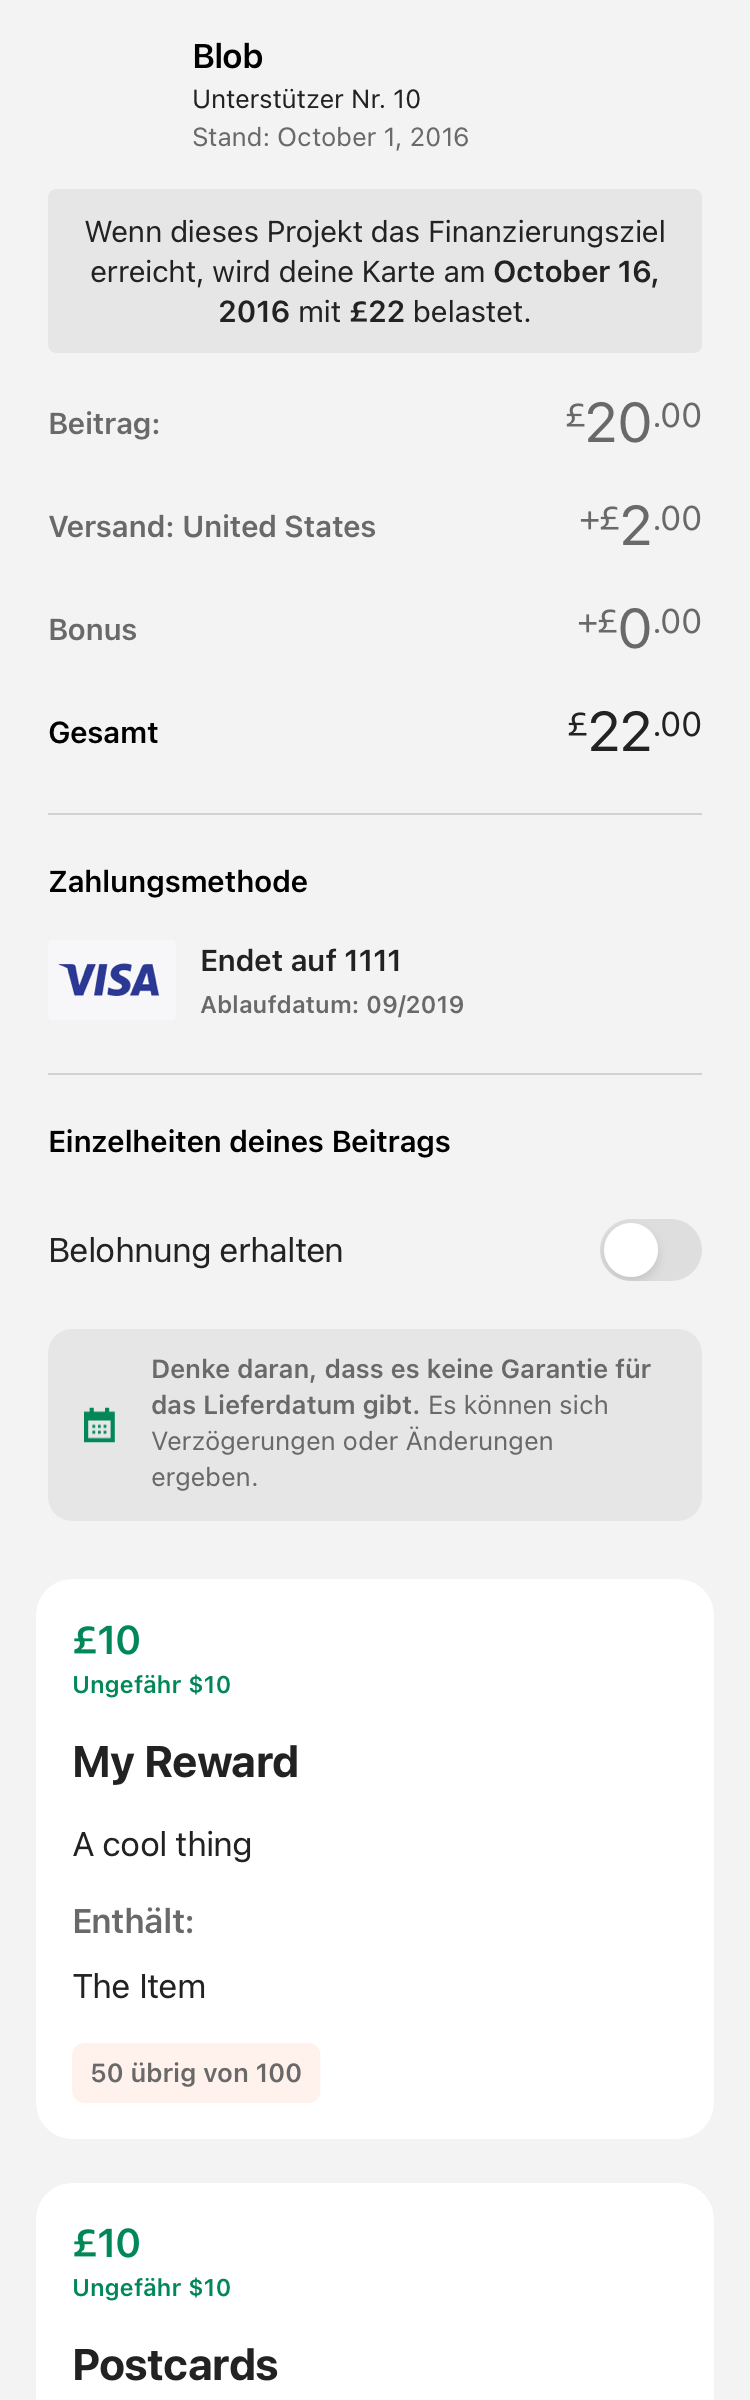 Blob
Unterstützer Nr. 10
Stand: October 1, 2016
Wenn dieses Projekt das Finanzierungsziel
erreicht, wird deine Karte am October 16,
2016 mit £22 belastet.
Beitrag: £20.00
Versand: United States +£2.00
Bonus +£0.00
Gesamt £22.00
Zahlungsmethode
VISA
Endet auf 1111
Ablaufdatum: 09/2019
Einzelheiten deines Beitrags
Belohnung erhalten
Denke daran, dass es keine Garantie für
das Lieferdatum gibt. Es können sich
Verzögerungen oder Änderungen
ergeben.
£10
Ungefähr $10
My Reward
A cool thing
Enthält:
The Item
50 übrig von 100
£10
Ungefähr $10
Postcards